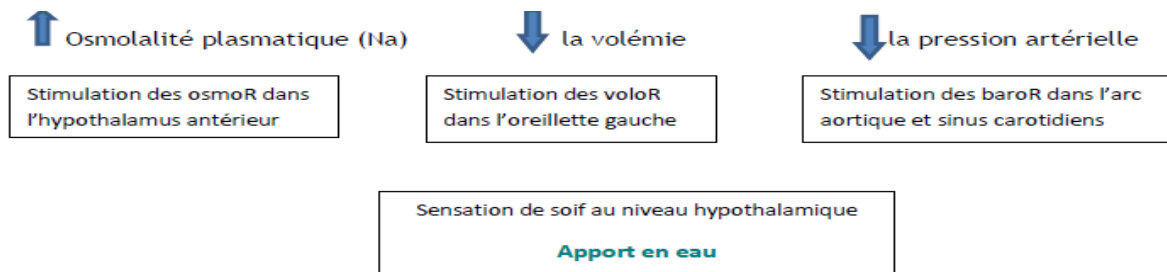 Osmolalité plasmatique (Na)
la volémie
la pression artérielle
Stimulation des osmoR dans
l'hypothalamus antérieur
Stimulation des voloR
dans l'oreillette gauche
Stimulation des baroR dans l'arc
aortique et sinus carotidiens
Sensation de soif au niveau hypothalamique
Apport en eau